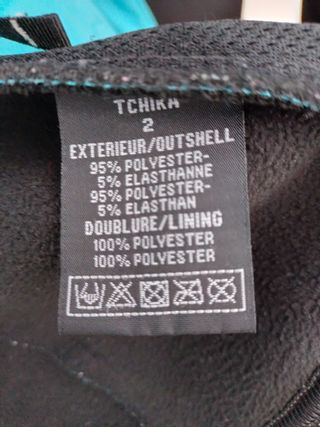 TCHIKA
2
EXTERIEUR/OUTSHELL
95% POLYESTER-
5% ELASTHANNE
95% POLYESTER-
5% ELASTHAN
DOUBLURE/LINING
100% POLYESTER
100% POLYESTER